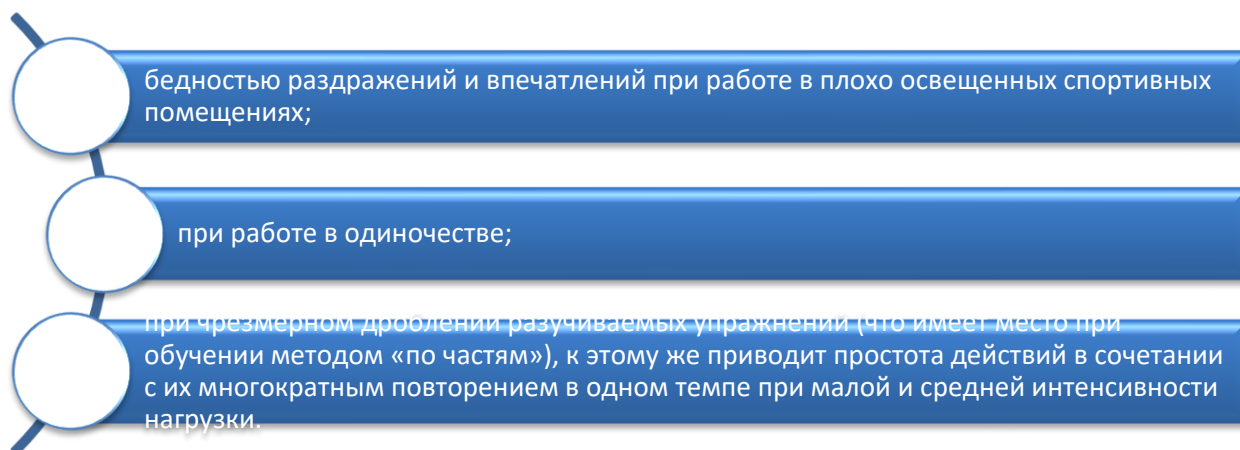 бедностью раздражений и впечатлений при работе в плохо освещенных спортивных
помещениях;
при работе в одиночестве;
при чрезмерном дроблении разучиваемых упражнений (что имеет место при
обучении методом «по частям»), к этому же приводит простота действий в сочетании
с их многократным повторением в одном темпе при малой и средней интенсивности
нагрузки.